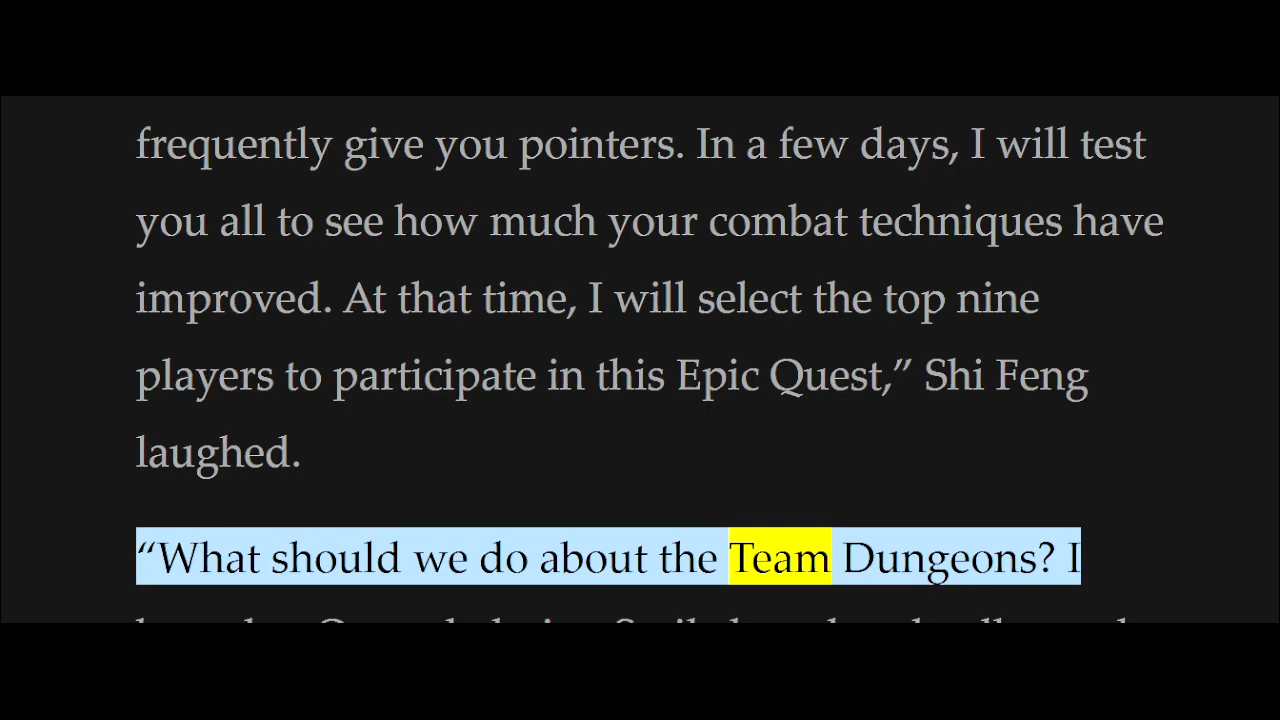 frequently give you pointers. In a few days, I will test
you all to see how much your combat techniques have
improved. At that time, I will select the top nine
players to participate in this Epic Quest,” Shi Feng
laughed.
“What should we do about the Team Dungeons? I